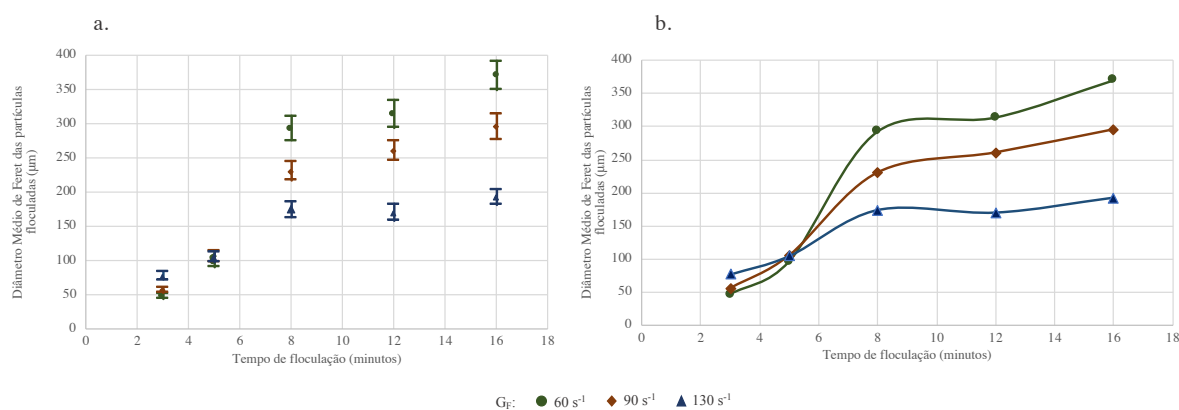 a.
Diâmetro Médio de Feret das partículas
floculadas (µm)
400
350
300
250
200
150
100
50
0
0 2 4 6 8 10 12 14 16 18
Tempo de floculação (minutos)
b.
Diâmetro Médio de Feret das partículas
floculadas (µm)
400
350
300
250
200
150
100
50
0
0 2 4 6 8 10 12 14 16 18
Tempo de floculação (minutos)
G_F: 60 s⁻¹ 90 s⁻¹ 130 s⁻¹